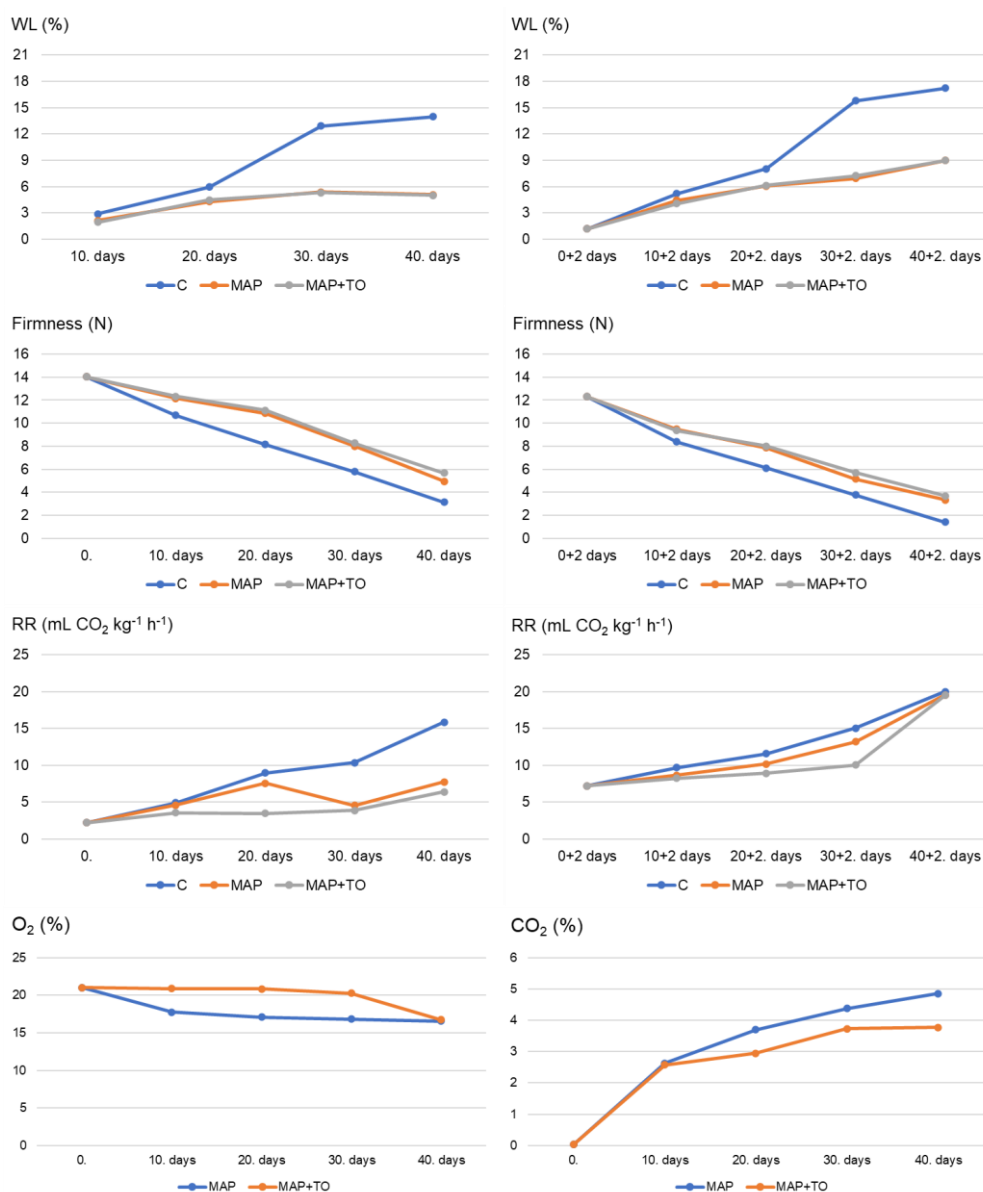 WL (%)
21
18
15
12
9
6
3
0
10. days 20. days 30. days 40. days
C MAP MAP+TO
WL (%)
21
18
15
12
9
6
3
0
0+2 days 10+2 days 20+2. days 30+2. days 40+2. days
C MAP MAP+TO
Firmness (N)
16
14
12
10
8
6
4
2
0
0. 10. days 20. days 30. days 40. days
C MAP MAP+TO
Firmness (N)
16
14
12
10
8
6
4
2
0
0+2 days 10+2 days 20+2. days 30+2. days 40+2. days
C MAP MAP+TO
RR (mL CO₂ kg⁻¹ h⁻¹)
25
20
15
10
5
0
0. 10. days 20. days 30. days 40. days
C MAP MAP+TO
RR (mL CO₂ kg⁻¹ h⁻¹)
25
20
15
10
5
0
0+2 days 10+2 days 20+2. days 30+2. days 40+2. days
C MAP MAP+TO
O₂ (%)
25
20
15
10
5
0
0. 10. days 20. days 30. days 40. days
MAP MAP+TO
CO₂ (%)
6
5
4
3
2
1
0
0. 10. days 20. days 30. days 40. days
MAP MAP+TO